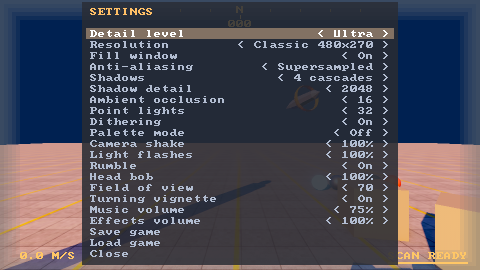 SETTINGS
N
000
Detail level < Ultra >
Resolution < Classic 480x270 >
Fill window < On >
Anti-aliasing < Supersampled >
Shadows < 4 cascades >
Shadow detail < 2048 >
Ambient occlusion < 16 >
Point lights < 32 >
Dithering < On >
Palette mode < Off >
Camera shake < 100% >
Light flashes < 100% >
Rumble < On >
Head bob < 100% >
Field of view < 70 >
Turning vignette < On >
Music volume < 75% >
Effects volume < 100% >
Save game
Load game
Close
0.0 M/S
CAN READY